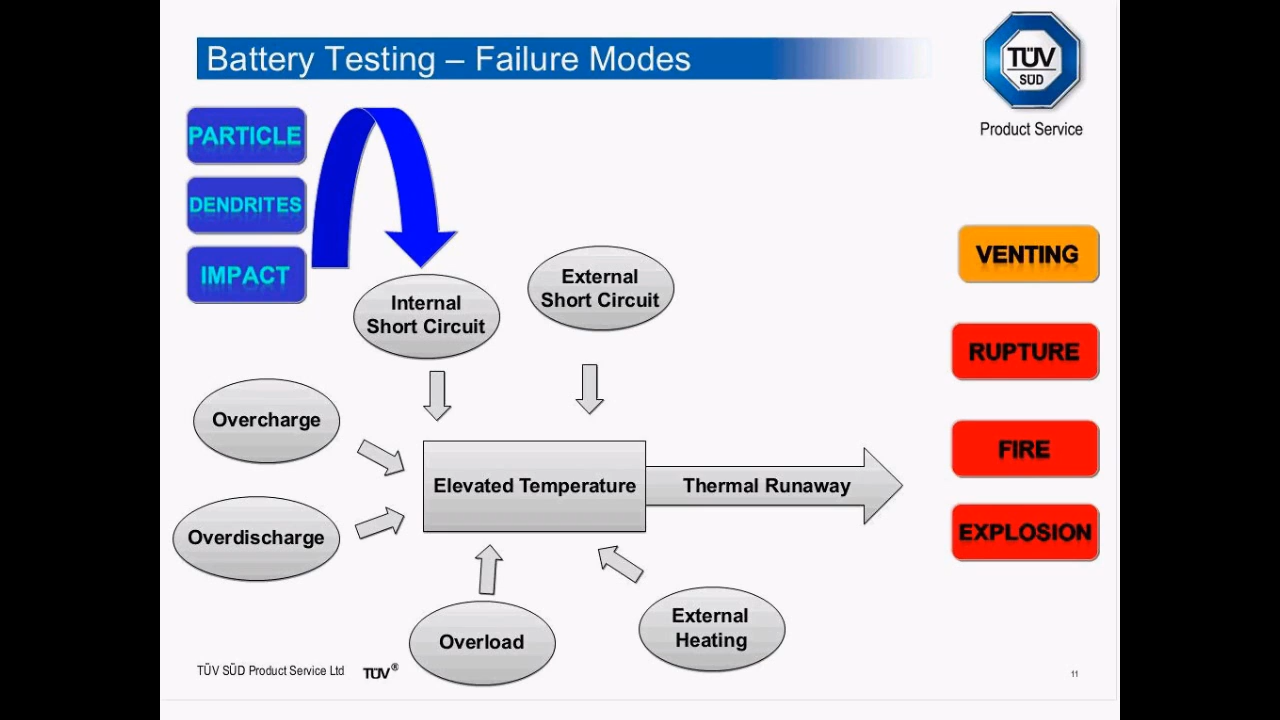 Battery Testing – Failure Modes
TÜV
SÜD
Product Service
PARTICLE
DENDRITES
IMPACT
Internal
Short Circuit
External
Short Circuit
VENTING
RUPTURE
FIRE
EXPLOSION
Overcharge
Overdischarge
Elevated Temperature
Thermal Runaway
Overload
External
Heating
TÜV SÜD Product Service Ltd
TÜV®
11